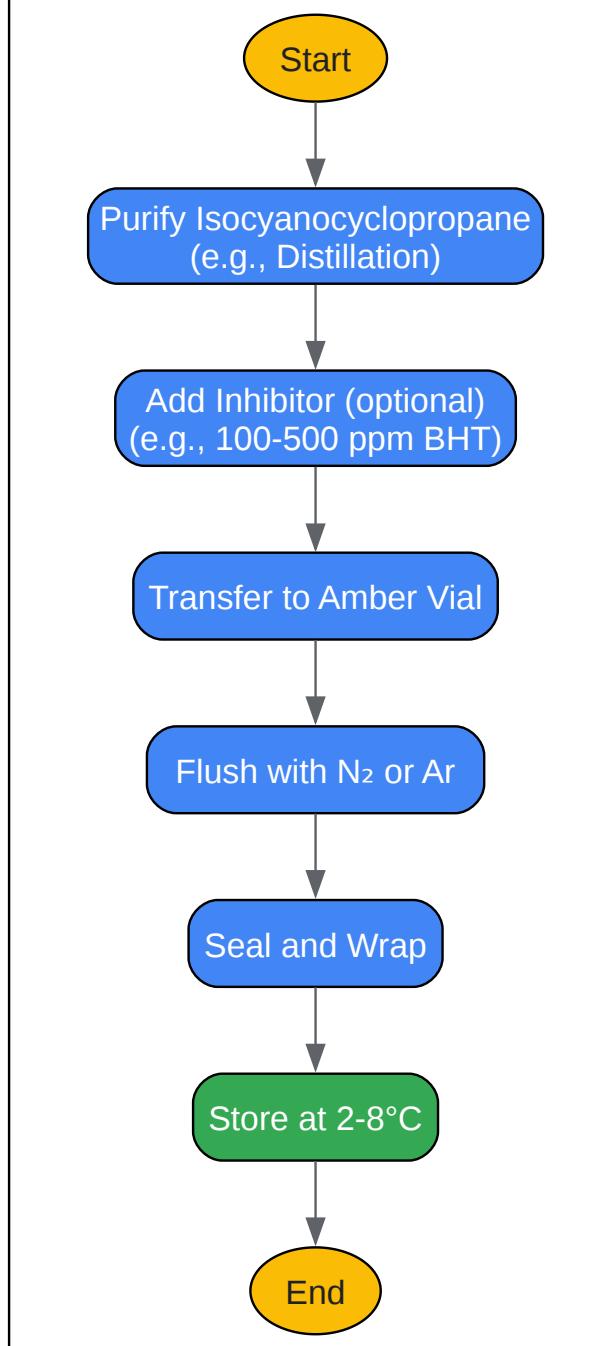 Start
Purify Isocyanocyclopropane
(e.g., Distillation)
Add Inhibitor (optional)
(e.g., 100-500 ppm BHT)
Transfer to Amber Vial
Flush with N₂ or Ar
Seal and Wrap
Store at 2-8°C
End